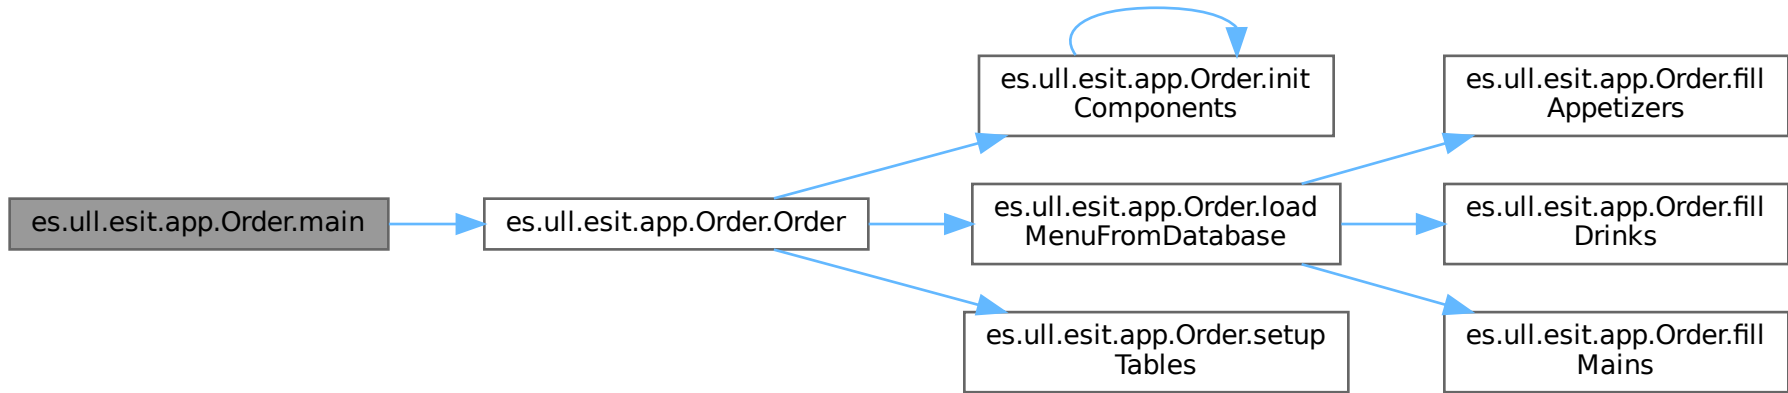 es.ull.esit.app.Order.main
es.ull.esit.app.Order.Order
es.ull.esit.app.Order.init
Components
es.ull.esit.app.Order.load
MenuFromDatabase
es.ull.esit.app.Order.setup
Tables
es.ull.esit.app.Order.fill
Appetizers
es.ull.esit.app.Order.fill
Drinks
es.ull.esit.app.Order.fill
Mains